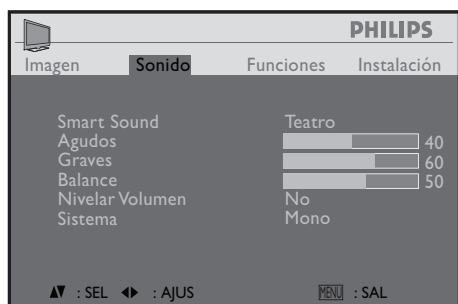 PHILIPS
Imagen Sonido Funciones Instalación
Smart Sound Teatro
Agudos 40
Graves 60
Balance 50
Nivelar Volumen No
Sistema Mono
▲▼ : SEL ◀▶ : AJUS MENU : SAL